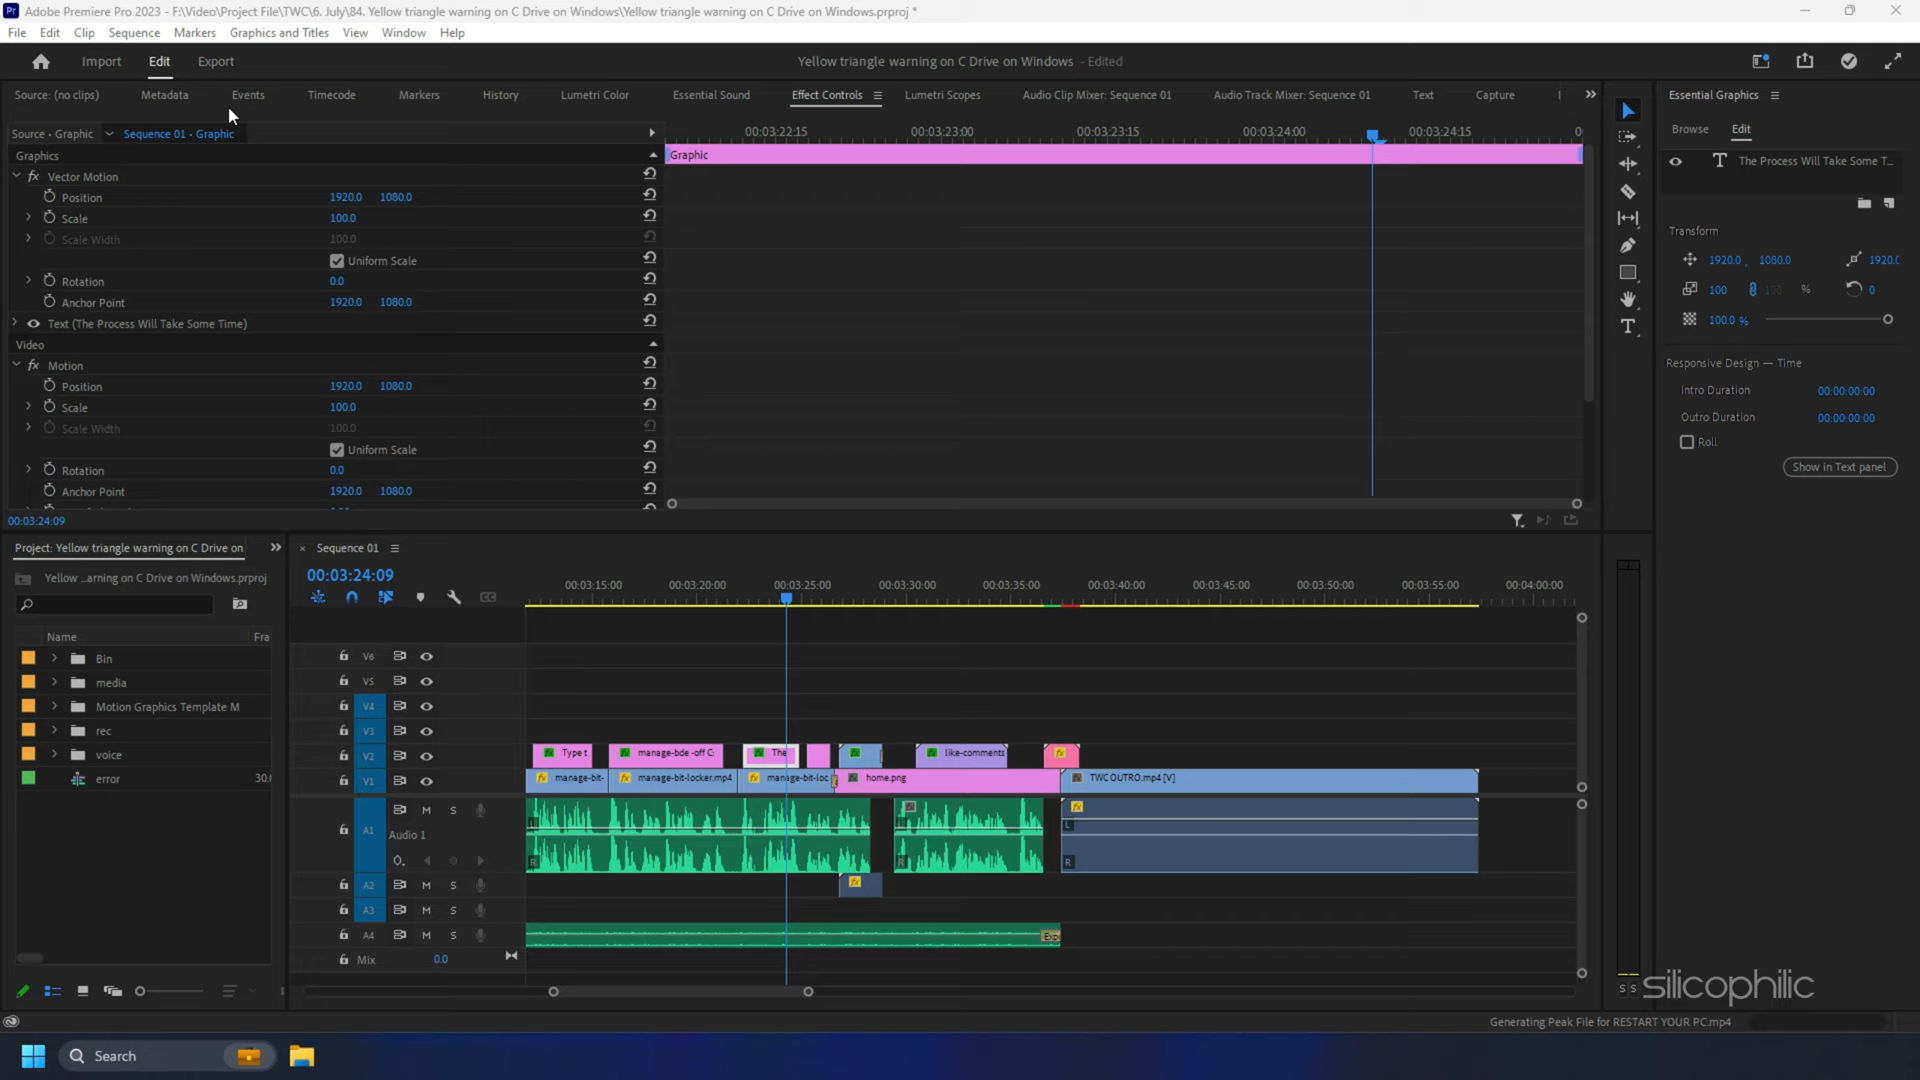 Adobe Premiere Pro 2023 - F:\Video\Project File\TWC\6. July\84. Yellow triangle warning on C Drive on Windows\Yellow triangle warning on C Drive on Windows.prproj *
File Edit Clip Sequence Markers Graphics and Titles View Window Help
Import Edit Export
Yellow triangle warning on C Drive on Windows - Edited
Source: (no clips) Metadata Events Timecode Markers History Lumetri Color Essential Sound Effect Controls Lumetri Scopes Audio Clip Mixer: Sequence 01 Audio Track Mixer: Sequence 01 Text Capture
Essential Graphics
Source • Graphic Sequence 01 • Graphic
00:03:22:15 00:03:23:00 00:03:23:15 00:03:24:00 00:03:24:15
Browse Edit
Graphics
Graphic
The Process Will Take Some T...
fx Vector Motion
Position 1920.0 1080.0
Scale 100.0
Scale Width 100.0
Uniform Scale
Rotation 0.0
Anchor Point 1920.0 1080.0
Text (The Process Will Take Some Time)
Video
fx Motion
Position 1920.0 1080.0
Scale 100.0
Scale Width 100.0
Uniform Scale
Rotation 0.0
Anchor Point 1920.0 1080.0
00:03:24:09
Transform
1920.0 , 1080.0 1920.0
100 100 % 0
100.0 %
Responsive Design — Time
Intro Duration 00:00:00:00
Outro Duration 00:00:00:00
Roll
Show in Text panel
Project: Yellow triangle warning on C Drive on
Yellow ...arning on C Drive on Windows.prproj
Name Fra
Bin
media
Motion Graphics Template M
rec
voice
error 30.
Sequence 01
00:03:24:09
00:03:15:00 00:03:20:00 00:03:25:00 00:03:30:00 00:03:35:00 00:03:40:00 00:03:45:00 00:03:50:00 00:03:55:00 00:04:00:00
V6
V5
V4
V3
V2 fx Type t fx manage-bde -off C: fx The fx fx like-comments fx
V1 fx manage-bit- fx manage-bit-locker.mp4 fx manage-bit-loc fx home.png fx TWC OUTRO.mp4 [V]
A1 M S
Audio 1
L
R
A2 M S
A3 M S
A4 M S
Mix 0.0
S S
silicophilic
Generating Peak File for RESTART YOUR PC.mp4
Search